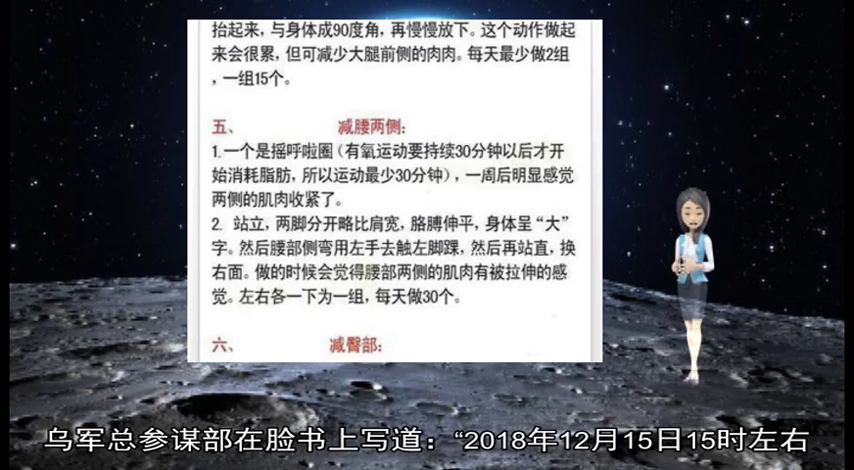 抬起来，与身体成90度角，再慢慢放下。这个动作做起
来会很累，但可减少大腿前侧的肉肉。每天最少做2组
，一组15个。
五、 减腰两侧：
1.一个是摇呼啦圈（有氧运动要持续30分钟以后才开
始消耗脂肪，所以运动最少30分钟），一周后明显感觉
两侧的肌肉收紧了。
2. 站立，两脚分开略比肩宽，胳膊伸平，身体呈“大”
字。然后腰部侧弯用左手去触左脚踝，然后再站直，换
右面。做的时候会觉得腰部两侧的肌肉有被拉伸的感
觉。左右各一下为一组，每天做30个。
六、 减臀部：
乌军总参谋部在脸书上写道：“2018年12月15日15时左右